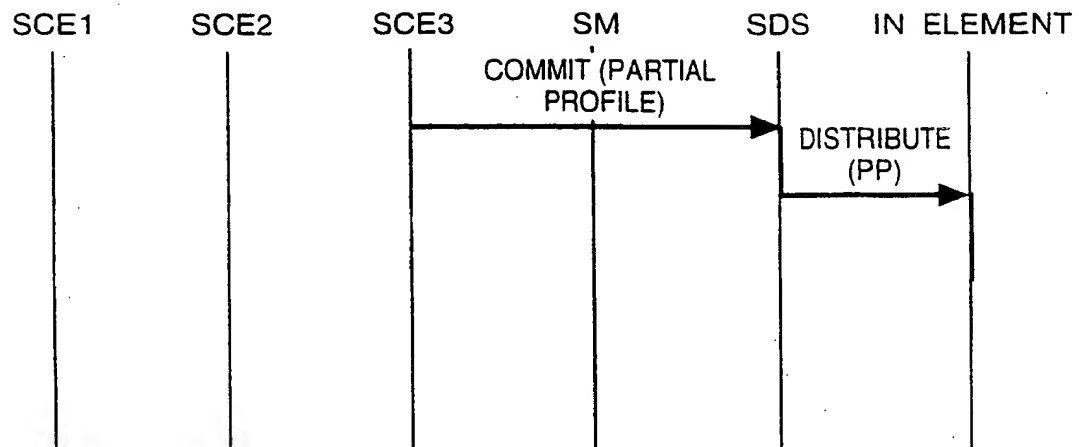 SCE1 SCE2 SCE3 SM SDS IN ELEMENT
COMMIT (PARTIAL
PROFILE)
DISTRIBUTE
(PP)